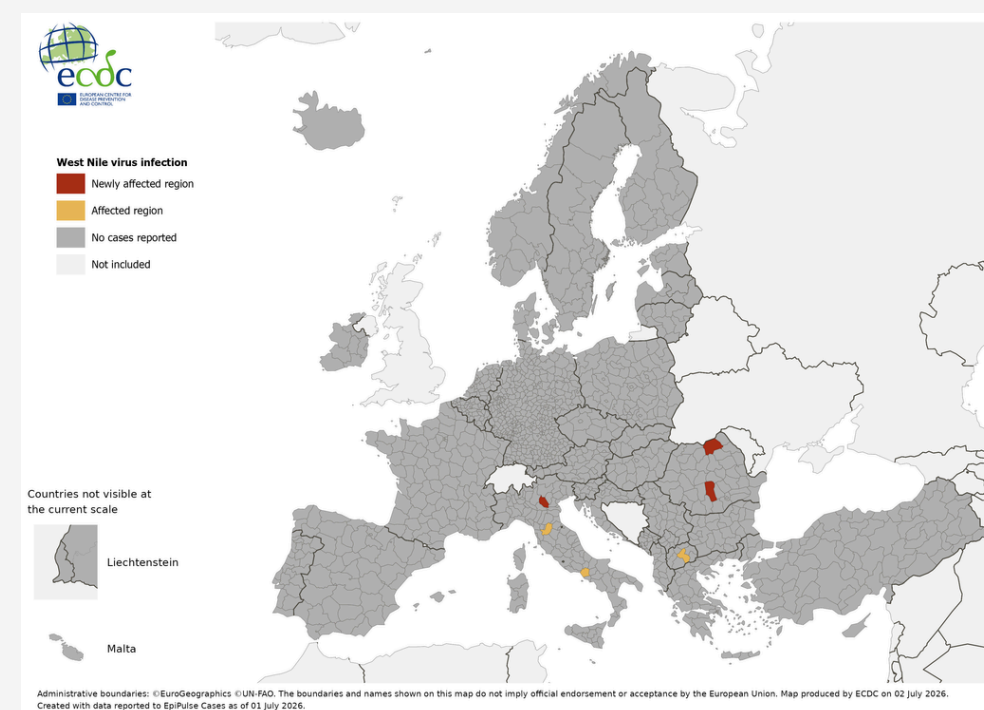 ecdc
EUROPEAN CENTRE FOR
DISEASE PREVENTION
AND CONTROL
West Nile virus infection
Newly affected region
Affected region
No cases reported
Not included
Countries not visible at
the current scale
Liechtenstein
Malta
Administrative boundaries: ©EuroGeographics ©UN-FAO. The boundaries and names shown on this map do not imply official endorsement or acceptance by the European Union. Map produced by ECDC on 02 July 2026.
Created with data reported to EpiPulse Cases as of 01 July 2026.